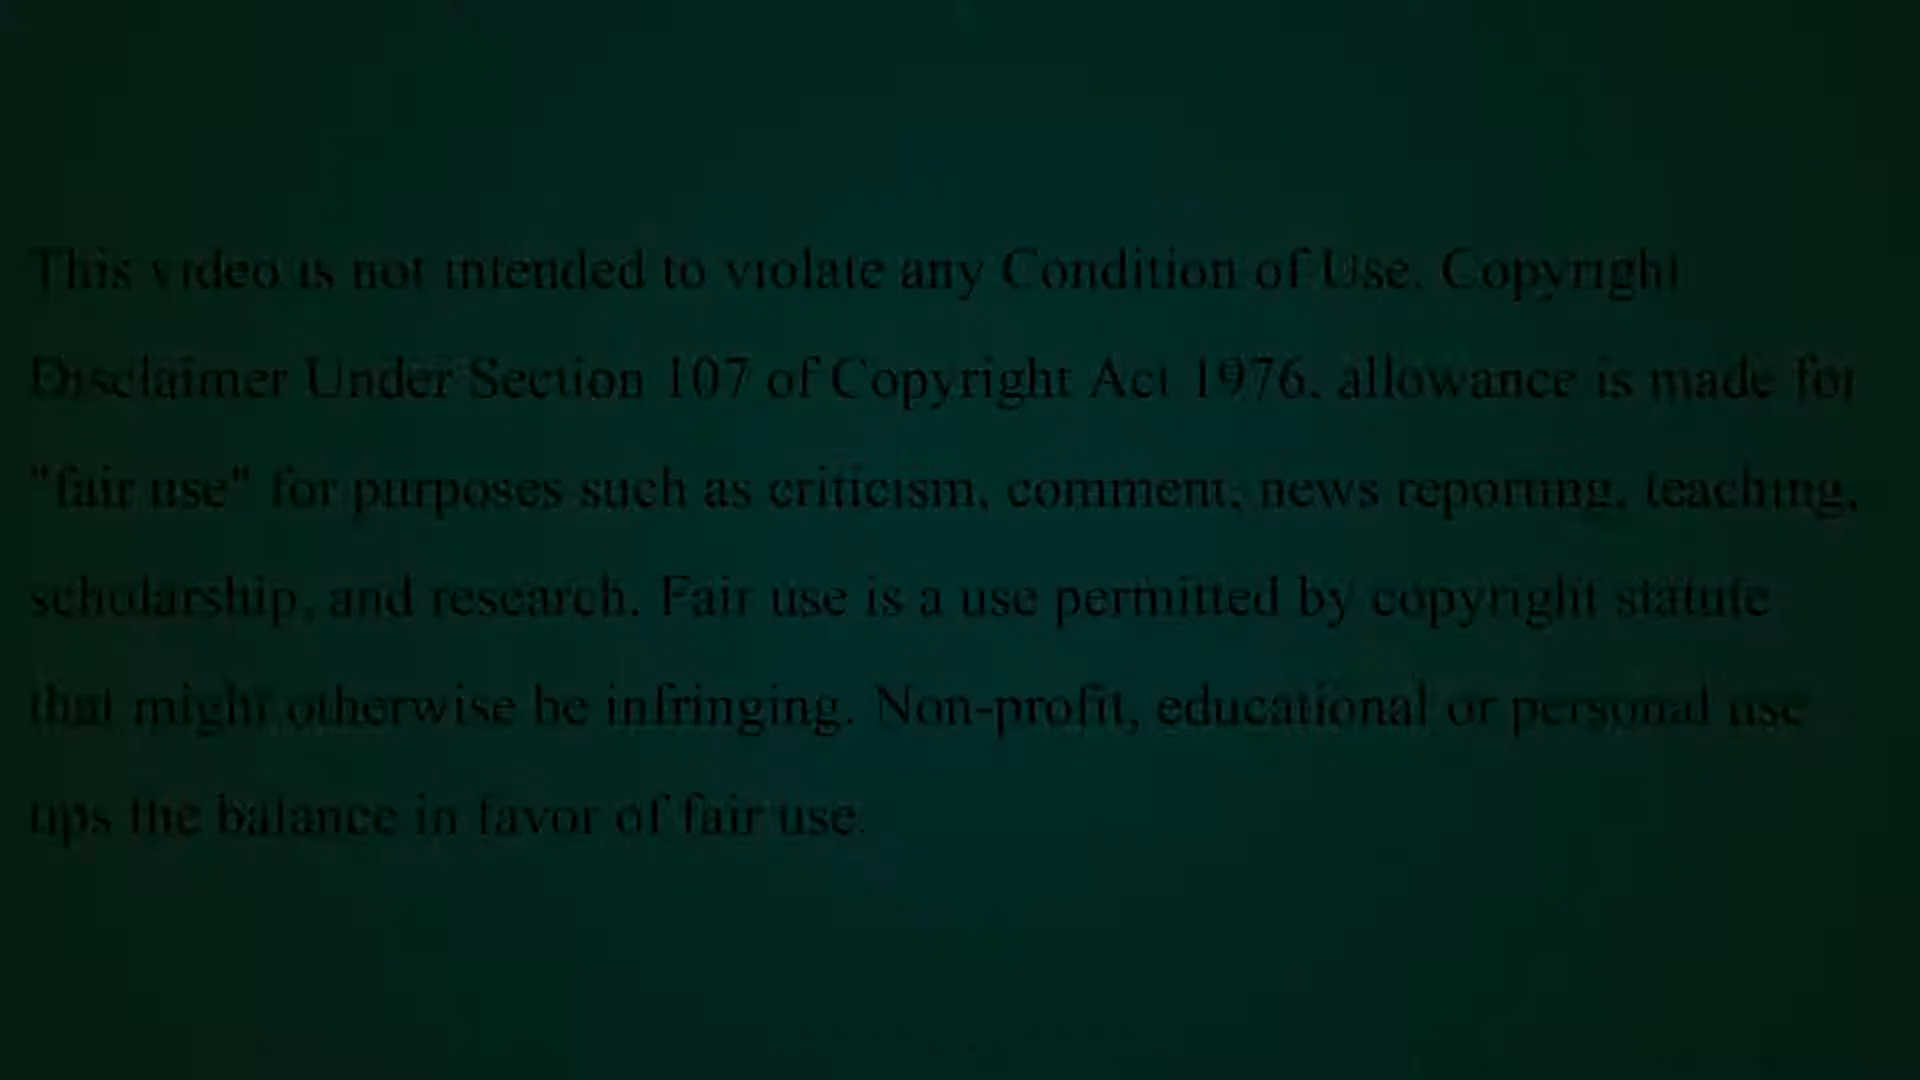 This video is not intended to violate any Condition of Use. Copyright
Disclaimer Under Section 107 of Copyright Act 1976, allowance is made for
"fair use" for purposes such as criticism, comment, news reporting, teaching,
scholarship, and research. Fair use is a use permitted by copyright statute
that might otherwise be infringing. Non-profit, educational or personal use
tips the balance in favor of fair use.